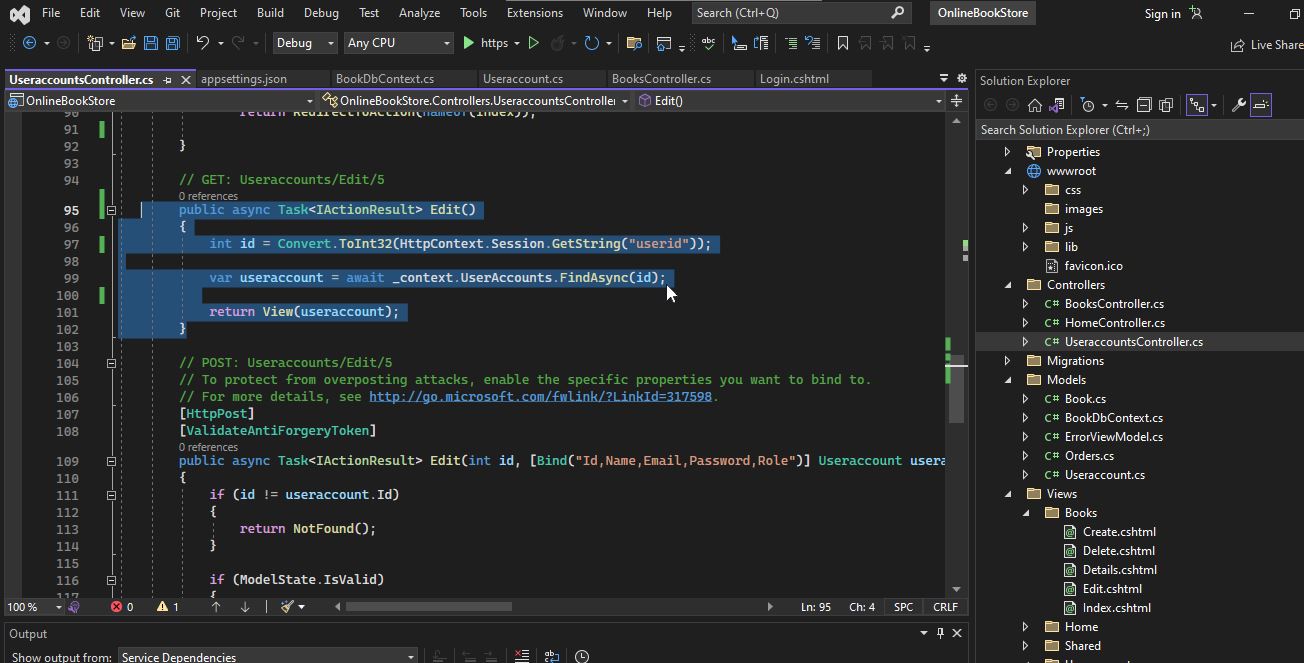 File Edit View Git Project Build Debug Test Analyze Tools Extensions Window Help Search (Ctrl+Q) OnlineBookStore Sign in
Debug Any CPU https Live Share
UseraccountsController.cs appsettings.json BookDbContext.cs Useraccount.cs BooksController.cs Login.cshtml
OnlineBookStore OnlineBookStore.Controllers.UseraccountsController Edit()
90 return RedirectToAction(nameof(Index));
91
92 }
93
94 // GET: Useraccounts/Edit/5
0 references
95 public async Task<IActionResult> Edit()
96 {
97 int id = Convert.ToInt32(HttpContext.Session.GetString("userid"));
98
99 var useraccount = await _context.UserAccounts.FindAsync(id);
100
101 return View(useraccount);
102 }
103
104 // POST: Useraccounts/Edit/5
105 // To protect from overposting attacks, enable the specific properties you want to bind to.
106 // For more details, see http://go.microsoft.com/fwlink/?LinkId=317598.
107 [HttpPost]
108 [ValidateAntiForgeryToken]
0 references
109 public async Task<IActionResult> Edit(int id, [Bind("Id,Name,Email,Password,Role")] Useraccount usera
110 {
111 if (id != useraccount.Id)
112 {
113 return NotFound();
114 }
115
116 if (ModelState.IsValid)
117 {
100 % 0 1 Ln: 95 Ch: 4 SPC CRLF
Output
Show output from: Service Dependencies
Solution Explorer
Search Solution Explorer (Ctrl+;)
Properties
wwwroot
css
images
js
lib
favicon.ico
Controllers
C# BooksController.cs
C# HomeController.cs
C# UseraccountsController.cs
Migrations
Models
C# Book.cs
C# BookDbContext.cs
C# ErrorViewModel.cs
C# Orders.cs
C# Useraccount.cs
Views
Books
Create.cshtml
Delete.cshtml
Details.cshtml
Edit.cshtml
Index.cshtml
Home
Shared